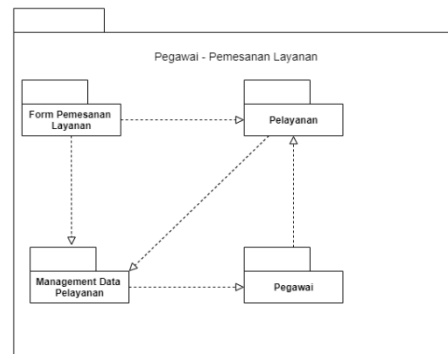 Pegawai - Pemesanan Layanan
Form Pemesanan
Layanan
Pelayanan
Management Data
Pelayanan
Pegawai